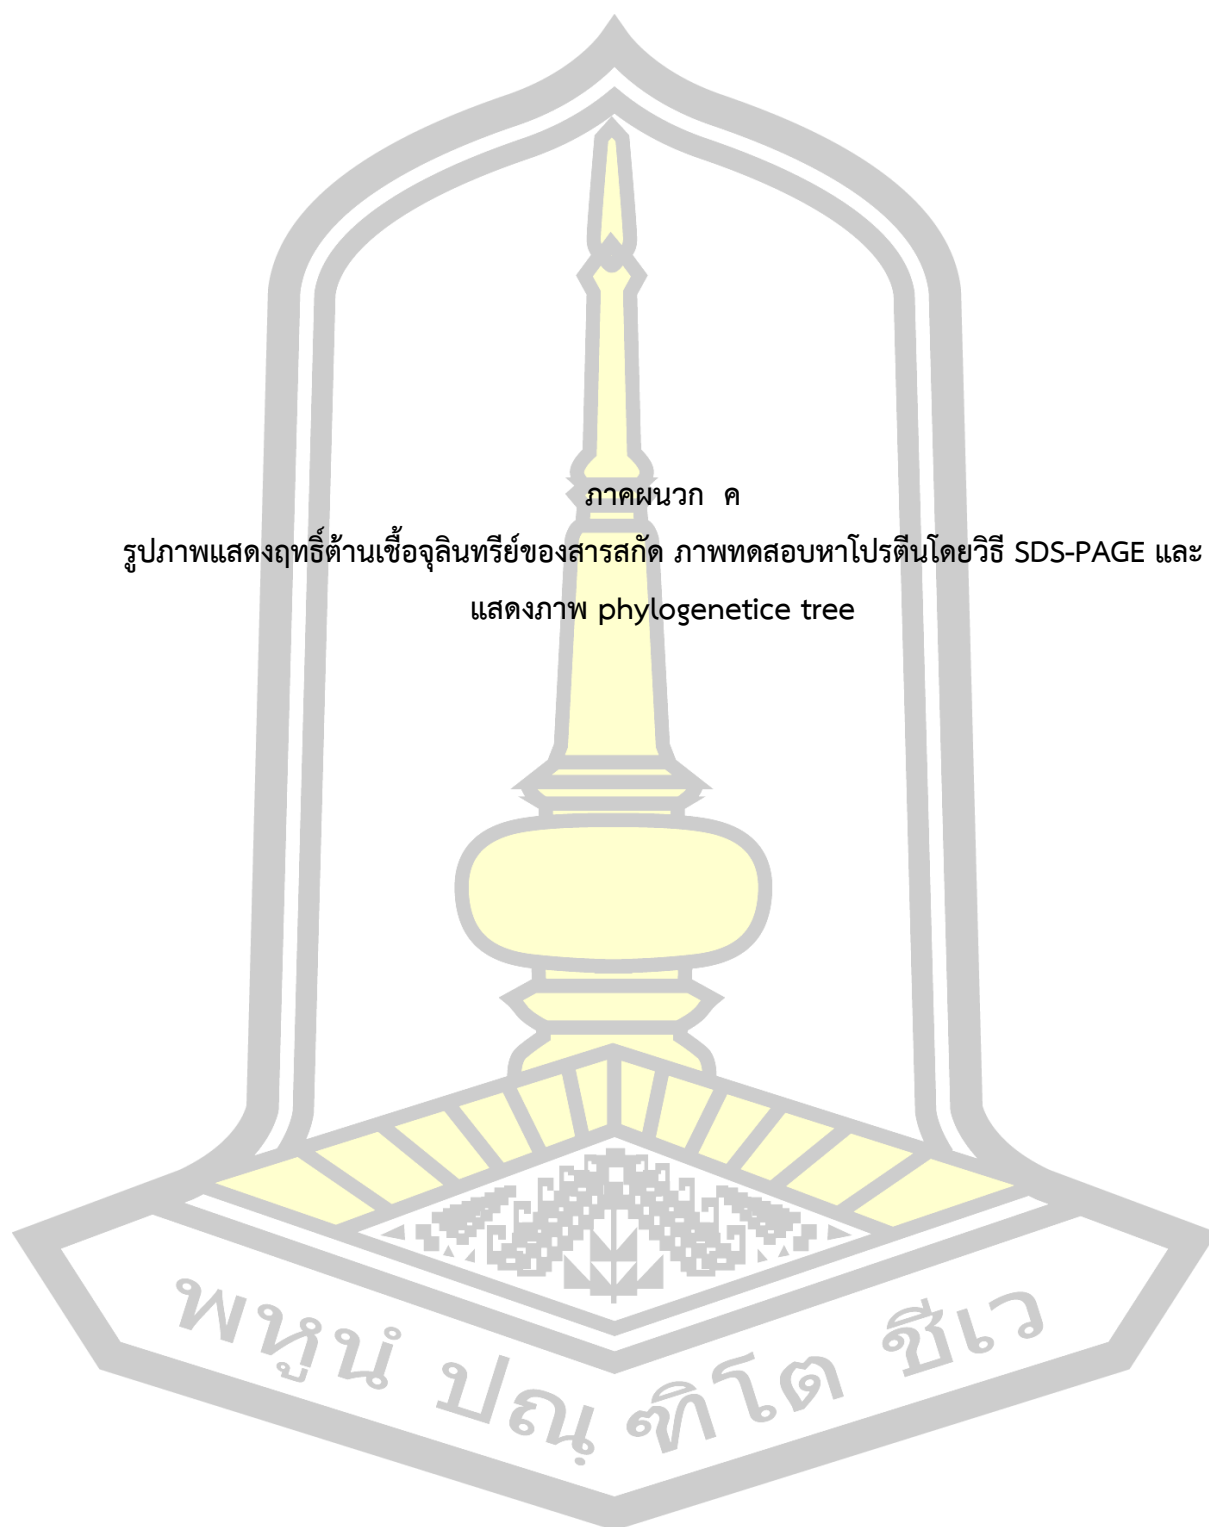 ภาคผนวก ค
รูปภาพแสดงฤทธิ์ต้านเชื้อจุลินทรีย์ของสารสกัด ภาพทดสอบหาโปรตีนโดยวิธี SDS-PAGE และ
แสดงภาพ phylogenetice tree
พหูนํ ปณฺฑิโต ชีเว